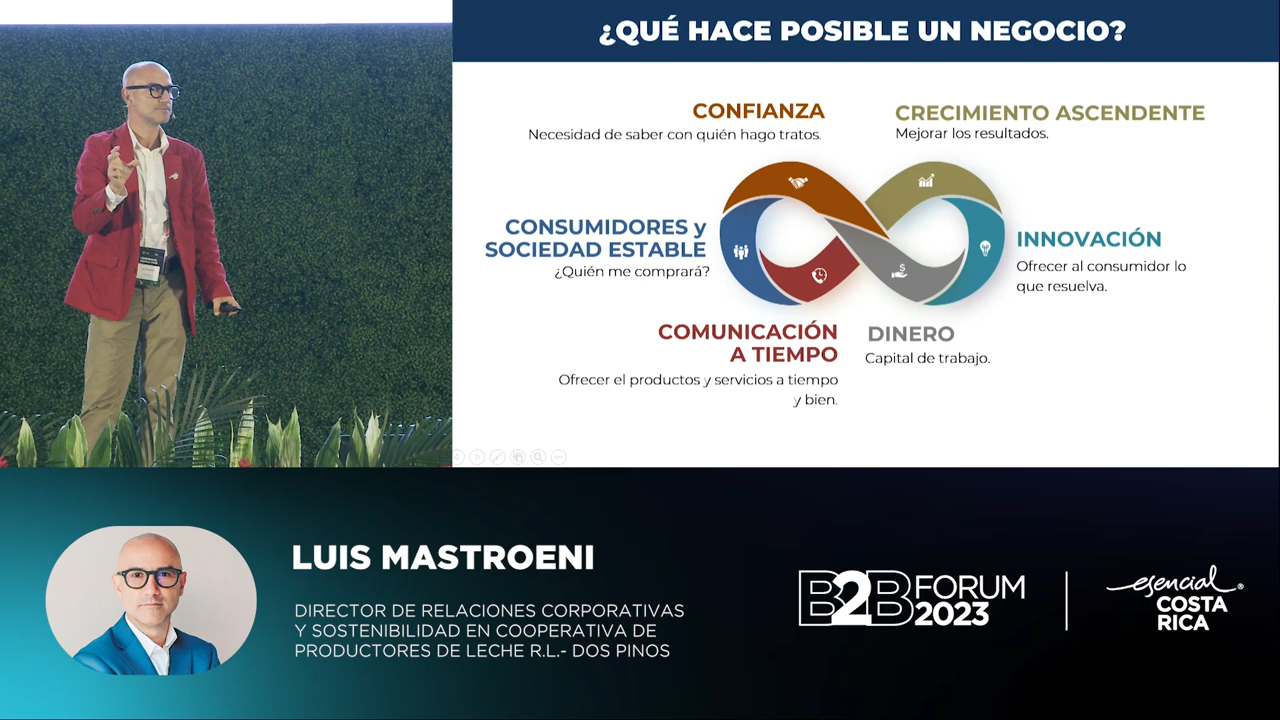 ¿QUÉ HACE POSIBLE UN NEGOCIO?
CONFIANZA
Necesidad de saber con quién hago tratos.
CRECIMIENTO ASCENDENTE
Mejorar los resultados.
CONSUMIDORES y
SOCIEDAD ESTABLE
¿Quién me comprará?
INNOVACIÓN
Ofrecer al consumidor lo
que resuelva.
COMUNICACIÓN
A TIEMPO
Ofrecer el productos y servicios a tiempo
y bien.
DINERO
Capital de trabajo.
$
LUIS MASTROENI
DIRECTOR DE RELACIONES CORPORATIVAS
Y SOSTENIBILIDAD EN COOPERATIVA DE
PRODUCTORES DE LECHE R.L.- DOS PINOS
B2B FORUM
2023
esencial
COSTA
RICA